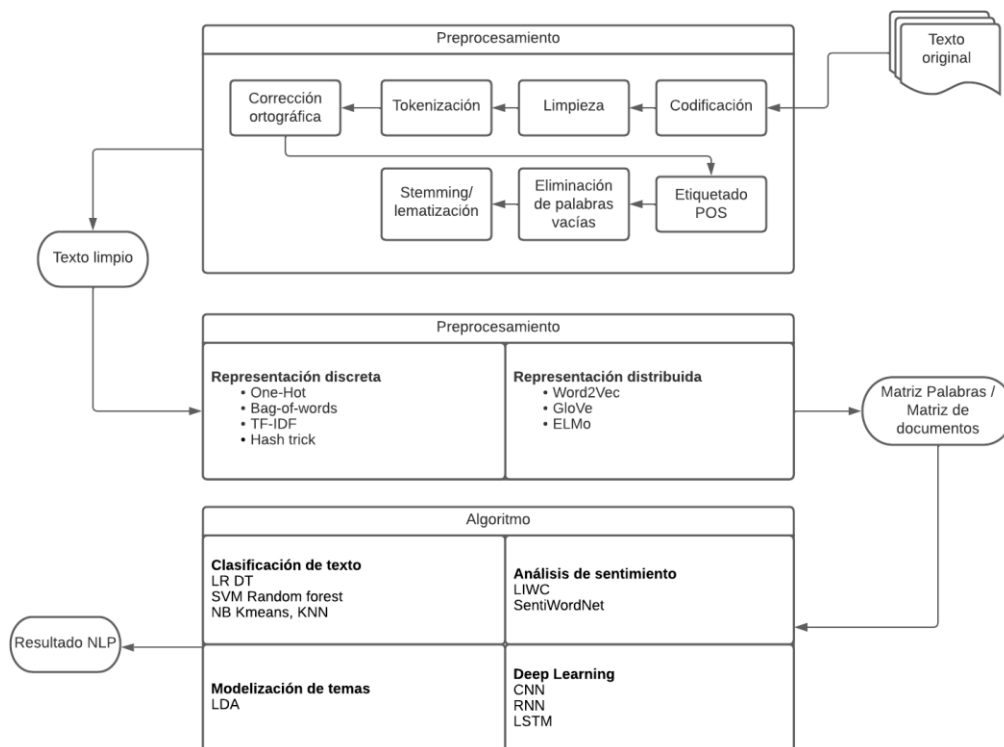 Preprocesamiento
Texto
original
Corrección
ortográfica
Tokenización
Limpieza
Codificación
Stemming/
lematización
Eliminación
de palabras
vacías
Etiquetado
POS
Texto limpio
Preprocesamiento
Representación discreta
• One-Hot
• Bag-of-words
• TF-IDF
• Hash trick
Representación distribuida
• Word2Vec
• GloVe
• ELMo
Matriz Palabras /
Matriz de
documentos
Algoritmo
Clasificación de texto
LR DT
SVM Random forest
NB Kmeans, KNN
Análisis de sentimiento
LIWC
SentiWordNet
Resultado NLP
Modelización de temas
LDA
Deep Learning
CNN
RNN
LSTM